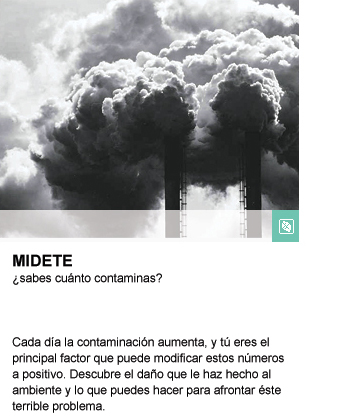 MIDETE
¿sabes cuánto contaminas?
Cada día la contaminación aumenta, y tú eres el
principal factor que puede modificar estos números
a positivo. Descubre el daño que le haz hecho al
ambiente y lo que puedes hacer para afrontar éste
terrible problema.